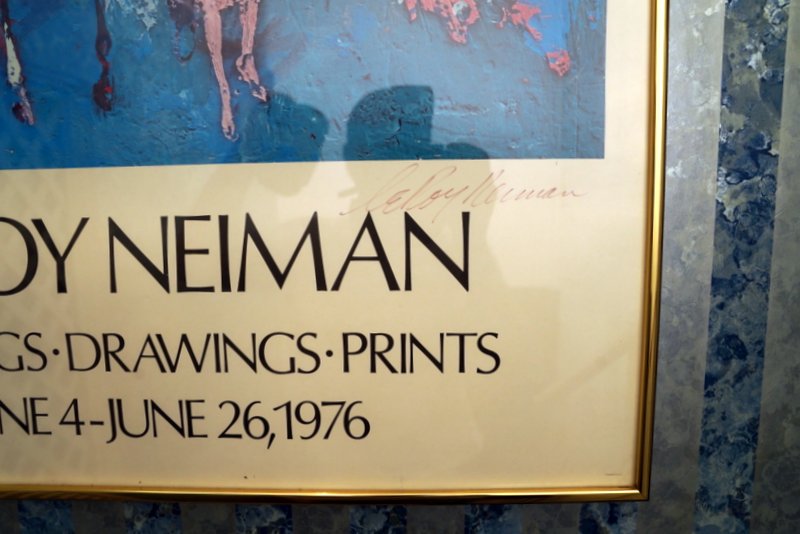 LeRoy Neiman
OY NEIMAN
GS·DRAWINGS·PRINTS
NE 4-JUNE 26,1976